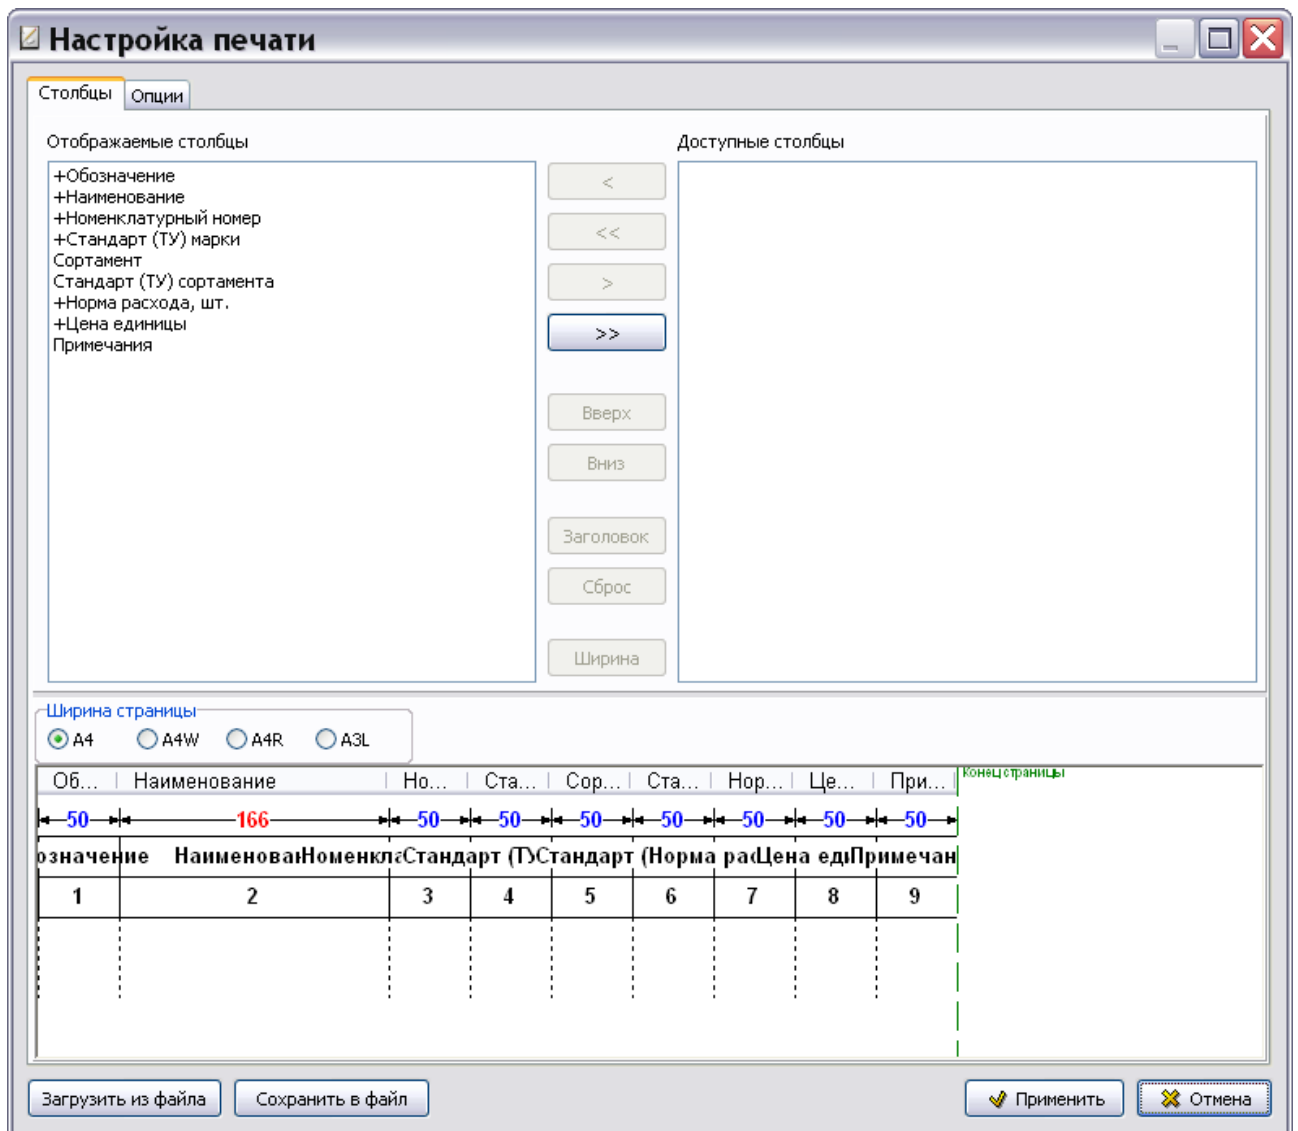 Настройка печати
Столбцы Опции
Отображаемые столбцы
Доступные столбцы
+Обозначение
+Наименование
+Номенклатурный номер
+Стандарт (ТУ) марки
Сортамент
Стандарт (ТУ) сортамента
+Норма расхода, шт.
+Цена единицы
Примечания
<
<<
>
>>
Вверх
Вниз
Заголовок
Сброс
Ширина
Ширина страницы
A4 A4W A4R A3L
Об... Наименование Но... Ста... Сор... Ста... Нор... Це... При... Конец страницы
50 166 50 50 50 50 50 50 50
означение Наименован Номенкла Стандарт (ТУ Стандарт ( Норма рас Цена еди Примечан
1 2 3 4 5 6 7 8 9
Загрузить из файла Сохранить в файл Применить Отмена